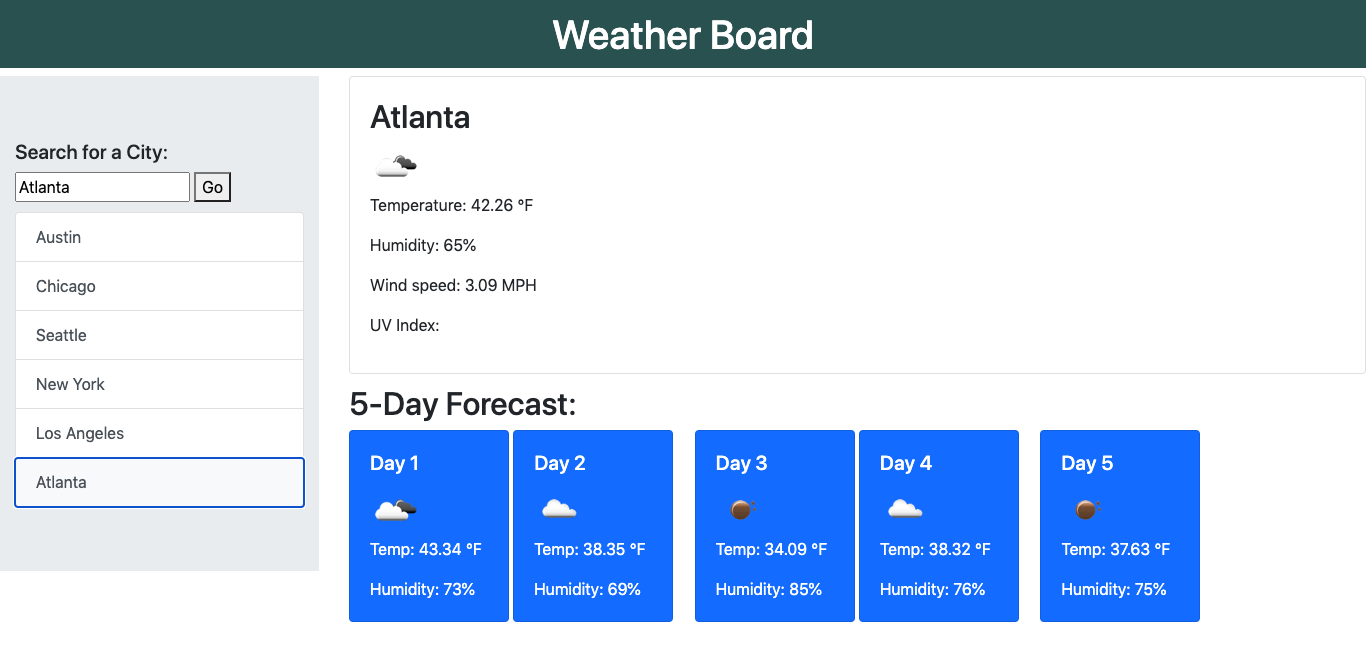 Weather Board
Search for a City:
Atlanta Go
Austin
Chicago
Seattle
New York
Los Angeles
Atlanta
Atlanta
Temperature: 42.26 °F
Humidity: 65%
Wind speed: 3.09 MPH
UV Index:
5-Day Forecast:
Day 1
Temp: 43.34 °F
Humidity: 73%
Day 2
Temp: 38.35 °F
Humidity: 69%
Day 3
Temp: 34.09 °F
Humidity: 85%
Day 4
Temp: 38.32 °F
Humidity: 76%
Day 5
Temp: 37.63 °F
Humidity: 75%